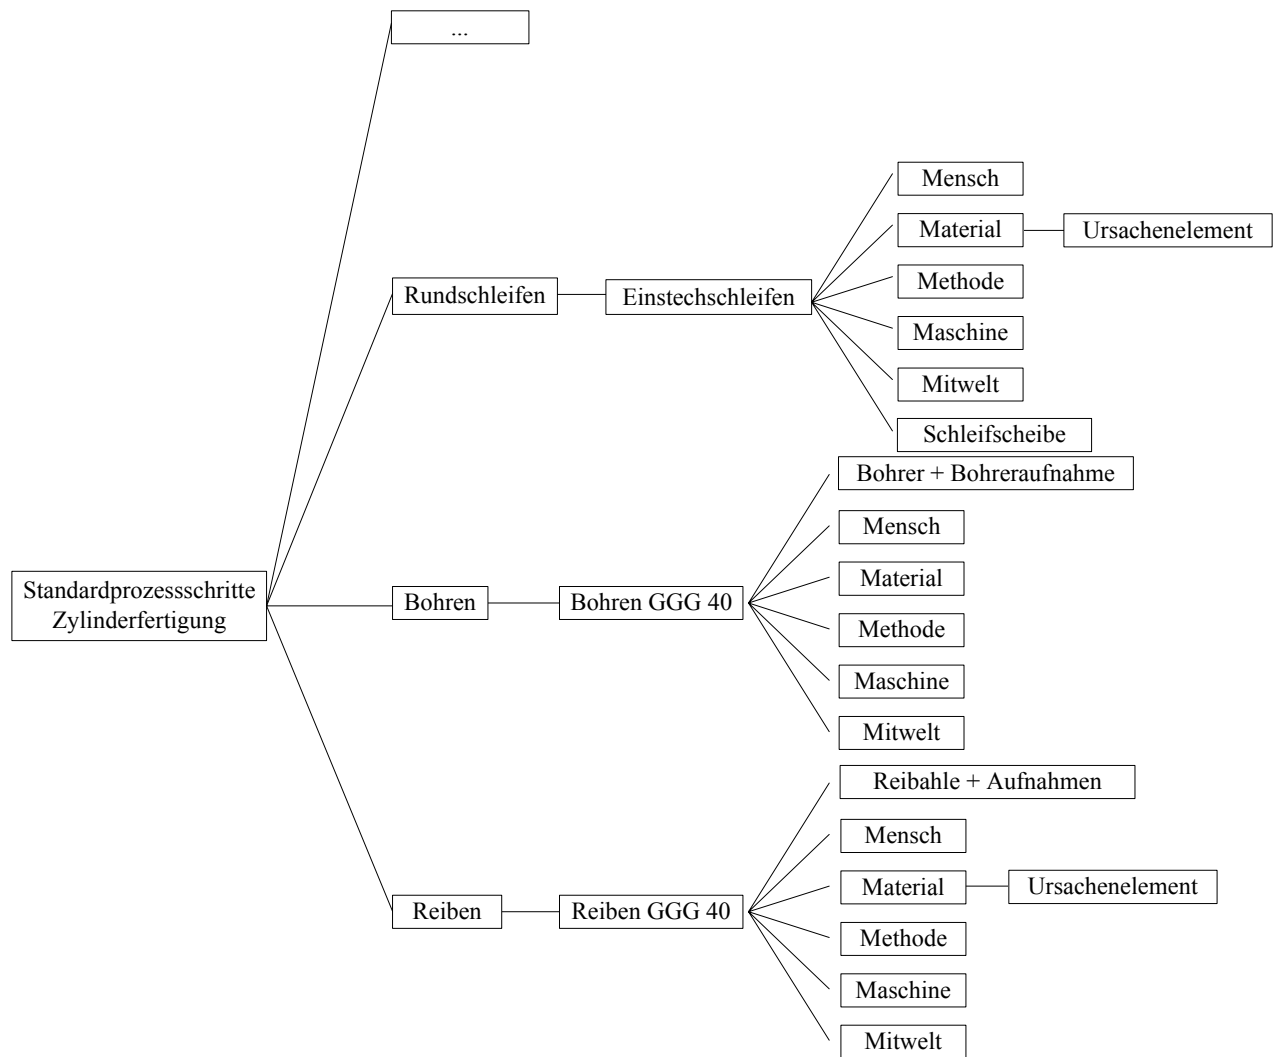 ...
Mensch
Material
Ursachenelement
Methode
Rundschleifen
Einstechschleifen
Maschine
Mitwelt
Schleifscheibe
Bohrer + Bohreraufnahme
Mensch
Material
Standardprozessschritte
Zylinderfertigung
Bohren
Bohren GGG 40
Methode
Maschine
Mitwelt
Reibahle + Aufnahmen
Mensch
Material
Ursachenelement
Reiben
Reiben GGG 40
Methode
Maschine
Mitwelt